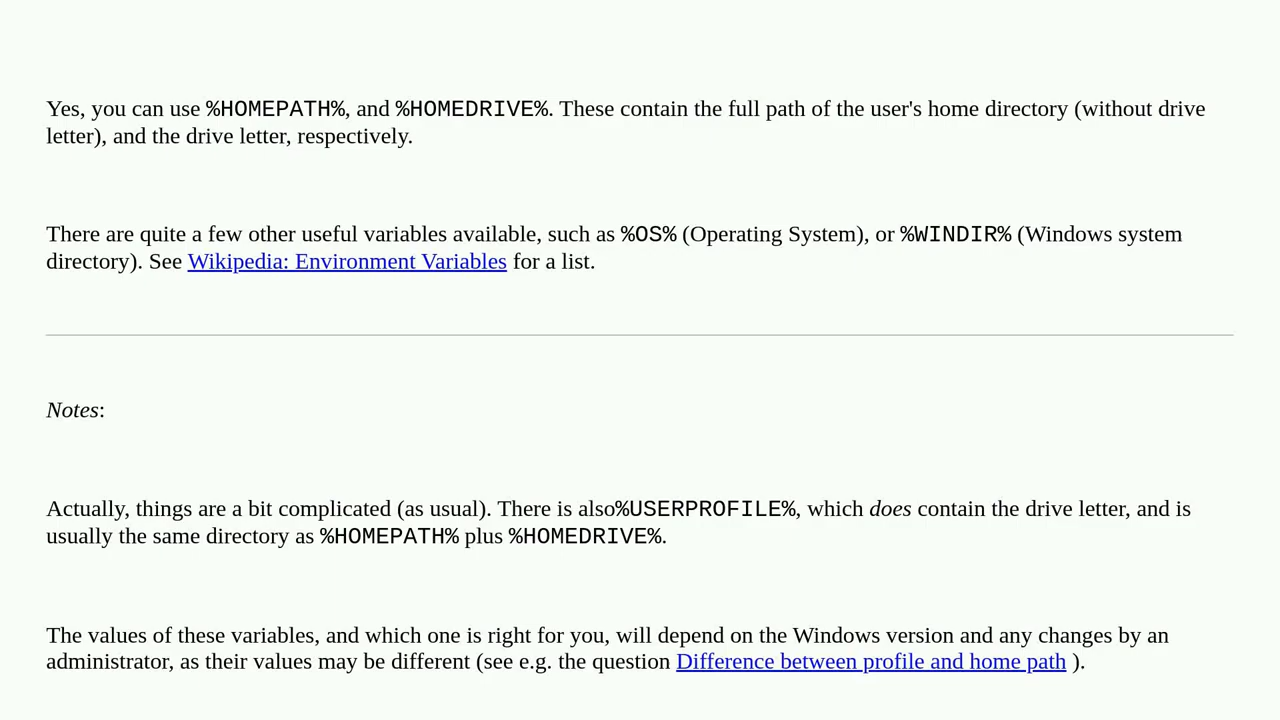 Yes, you can use %HOMEPATH%, and %HOMEDRIVE%. These contain the full path of the user's home directory (without drive
letter), and the drive letter, respectively.
There are quite a few other useful variables available, such as %OS% (Operating System), or %WINDIR% (Windows system
directory). See Wikipedia: Environment Variables for a list.
Notes:
Actually, things are a bit complicated (as usual). There is also%USERPROFILE%, which does contain the drive letter, and is
usually the same directory as %HOMEPATH% plus %HOMEDRIVE%.
The values of these variables, and which one is right for you, will depend on the Windows version and any changes by an
administrator, as their values may be different (see e.g. the question Difference between profile and home path ).